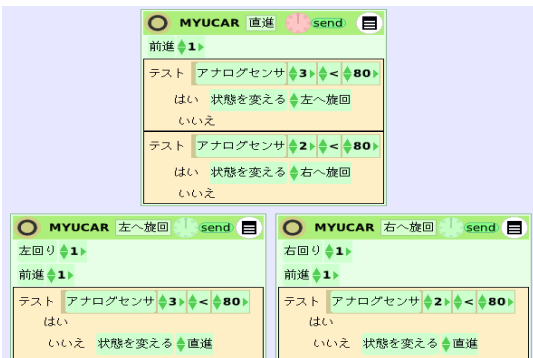 MYUCAR 直進 send
前進 1
テスト アナログセンサ 3 < 80
はい 状態を変える 左へ旋回
いいえ
テスト アナログセンサ 2 < 80
はい 状態を変える 右へ旋回
いいえ
MYUCAR 左へ旋回 send
左回り 1
前進 1
テスト アナログセンサ 3 < 80
はい
いいえ 状態を変える 直進
MYUCAR 右へ旋回 send
右回り 1
前進 1
テスト アナログセンサ 2 < 80
はい
いいえ 状態を変える 直進